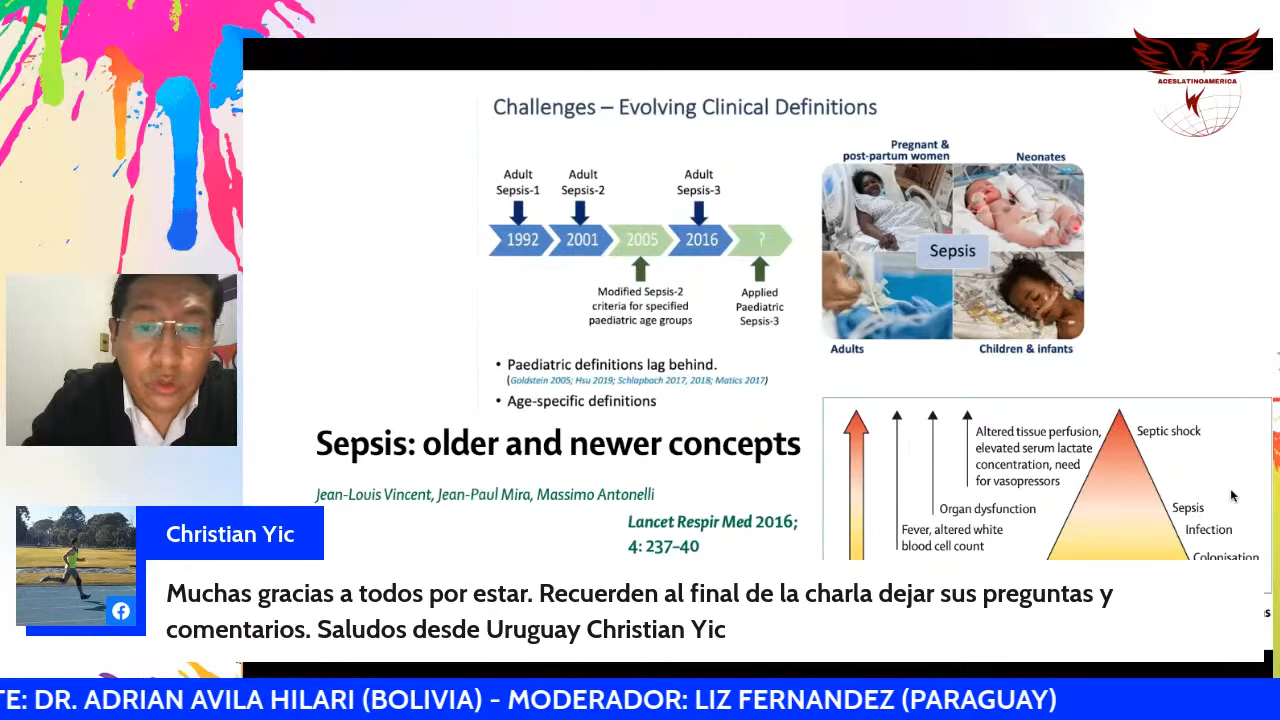 ACESLATINOAMERICA
Challenges – Evolving Clinical Definitions
Adult
Sepsis-1
Adult
Sepsis-2
Adult
Sepsis-3
1992
2001
2005
2016
?
Modified Sepsis-2
criteria for specified
paediatric age groups
Applied
Paediatric
Sepsis-3
Pregnant &
post-partum women
Neonates
Sepsis
Adults
Children & infants
• Paediatric definitions lag behind.
(Goldstein 2005; Hsu 2019; Schlapbach 2017, 2018; Matics 2017)
• Age-specific definitions
Sepsis: older and newer concepts
Jean-Louis Vincent, Jean-Paul Mira, Massimo Antonelli
Lancet Respir Med 2016;
4: 237–40
Altered tissue perfusion,
elevated serum lactate
concentration, need
for vasopressors
Organ dysfunction
Fever, altered white
blood cell count
Septic shock
Sepsis
Infection
Colonisation
Christian Yic
Muchas gracias a todos por estar. Recuerden al final de la charla dejar sus preguntas y
comentarios. Saludos desde Uruguay Christian Yic
TE: DR. ADRIAN AVILA HILARI (BOLIVIA) - MODERADOR: LIZ FERNANDEZ (PARAGUAY)